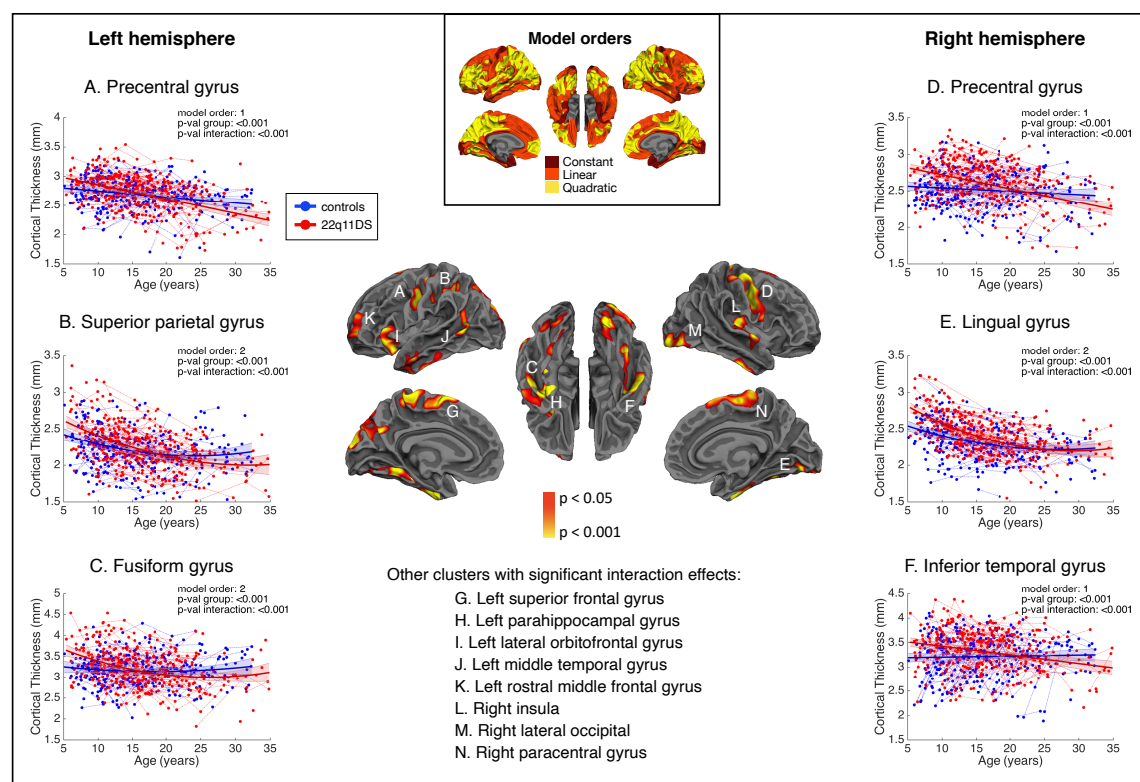 Left hemisphere
Model orders
Right hemisphere
Constant
Linear
Quadratic
A. Precentral gyrus
model order: 1
p-val group: <0.001
p-val interaction: <0.001
Cortical Thickness (mm)
4
3.5
3
2.5
2
1.5
5 10 15 20 25 30 35
Age (years)
controls
22q11DS
B. Superior parietal gyrus
model order: 2
p-val group: <0.001
p-val interaction: <0.001
Cortical Thickness (mm)
3.5
3
2.5
2
1.5
5 10 15 20 25 30 35
Age (years)
C. Fusiform gyrus
model order: 2
p-val group: <0.001
p-val interaction: <0.001
Cortical Thickness (mm)
5
4.5
4
3.5
3
2.5
2
1.5
5 10 15 20 25 30 35
Age (years)
A
B
K
I
J
C
H
F
G
D
L
M
N
E
p < 0.05
p < 0.001
Other clusters with significant interaction effects:
G. Left superior frontal gyrus
H. Left parahippocampal gyrus
I. Left lateral orbitofrontal gyrus
J. Left middle temporal gyrus
K. Left rostral middle frontal gyrus
L. Right insula
M. Right lateral occipital
N. Right paracentral gyrus
D. Precentral gyrus
model order: 1
p-val group: <0.001
p-val interaction: <0.001
Cortical Thickness (mm)
3.5
3
2.5
2
1.5
5 10 15 20 25 30 35
Age (years)
E. Lingual gyrus
model order: 2
p-val group: <0.001
p-val interaction: <0.001
Cortical Thickness (mm)
3.5
3
2.5
2
1.5
5 10 15 20 25 30 35
Age (years)
F. Inferior temporal gyrus
model order: 1
p-val group: <0.001
p-val interaction: <0.001
Cortical Thickness (mm)
4.5
4
3.5
3
2.5
2
1.5
5 10 15 20 25 30 35
Age (years)